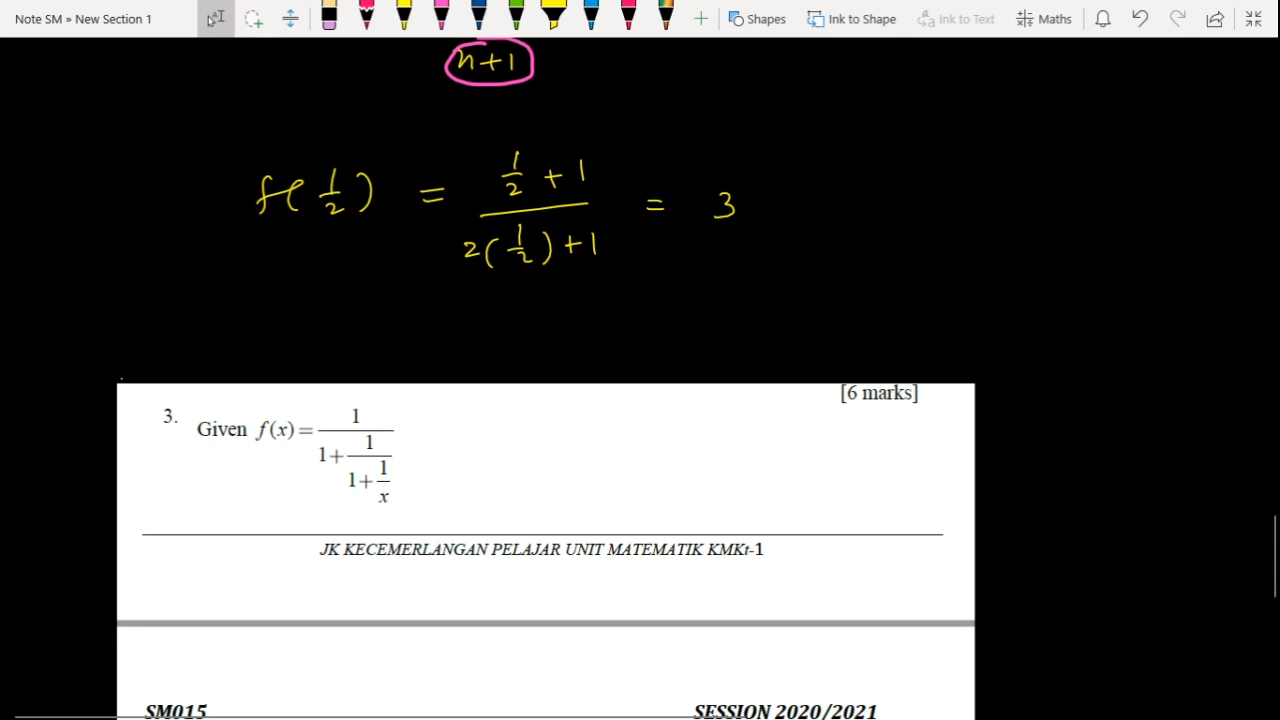 Note SM » New Section 1
Shapes
Ink to Shape
Ink to Text
Maths
n+1
f(1/2) = (1/2 + 1)/(2(1/2)+1) = 3
[6 marks]
3. Given f(x) = 1/(1+1/(1+1/x))
JK KECEMERLANGAN PELAJAR UNIT MATEMATIK KMKt-1
SM015 SESSION 2020/2021